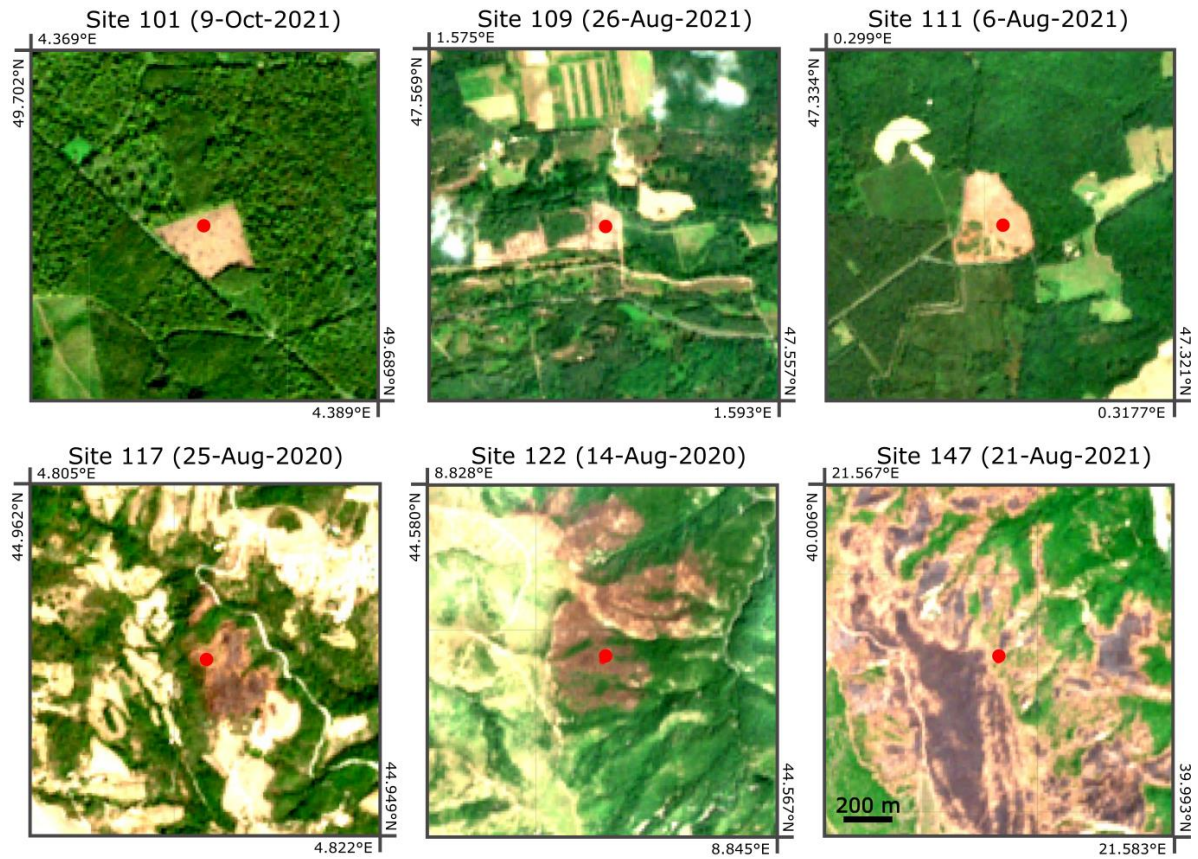 Site 101 (9-Oct-2021)
4.369°E
49.702°N
49.689°N
4.389°E
Site 109 (26-Aug-2021)
1.575°E
47.569°N
47.557°N
1.593°E
Site 111 (6-Aug-2021)
0.299°E
47.334°N
47.321°N
0.3177°E
Site 117 (25-Aug-2020)
4.805°E
44.962°N
44.949°N
4.822°E
Site 122 (14-Aug-2020)
8.828°E
44.580°N
44.567°N
8.845°E
Site 147 (21-Aug-2021)
21.567°E
40.006°N
200 m
39.993°N
21.583°E